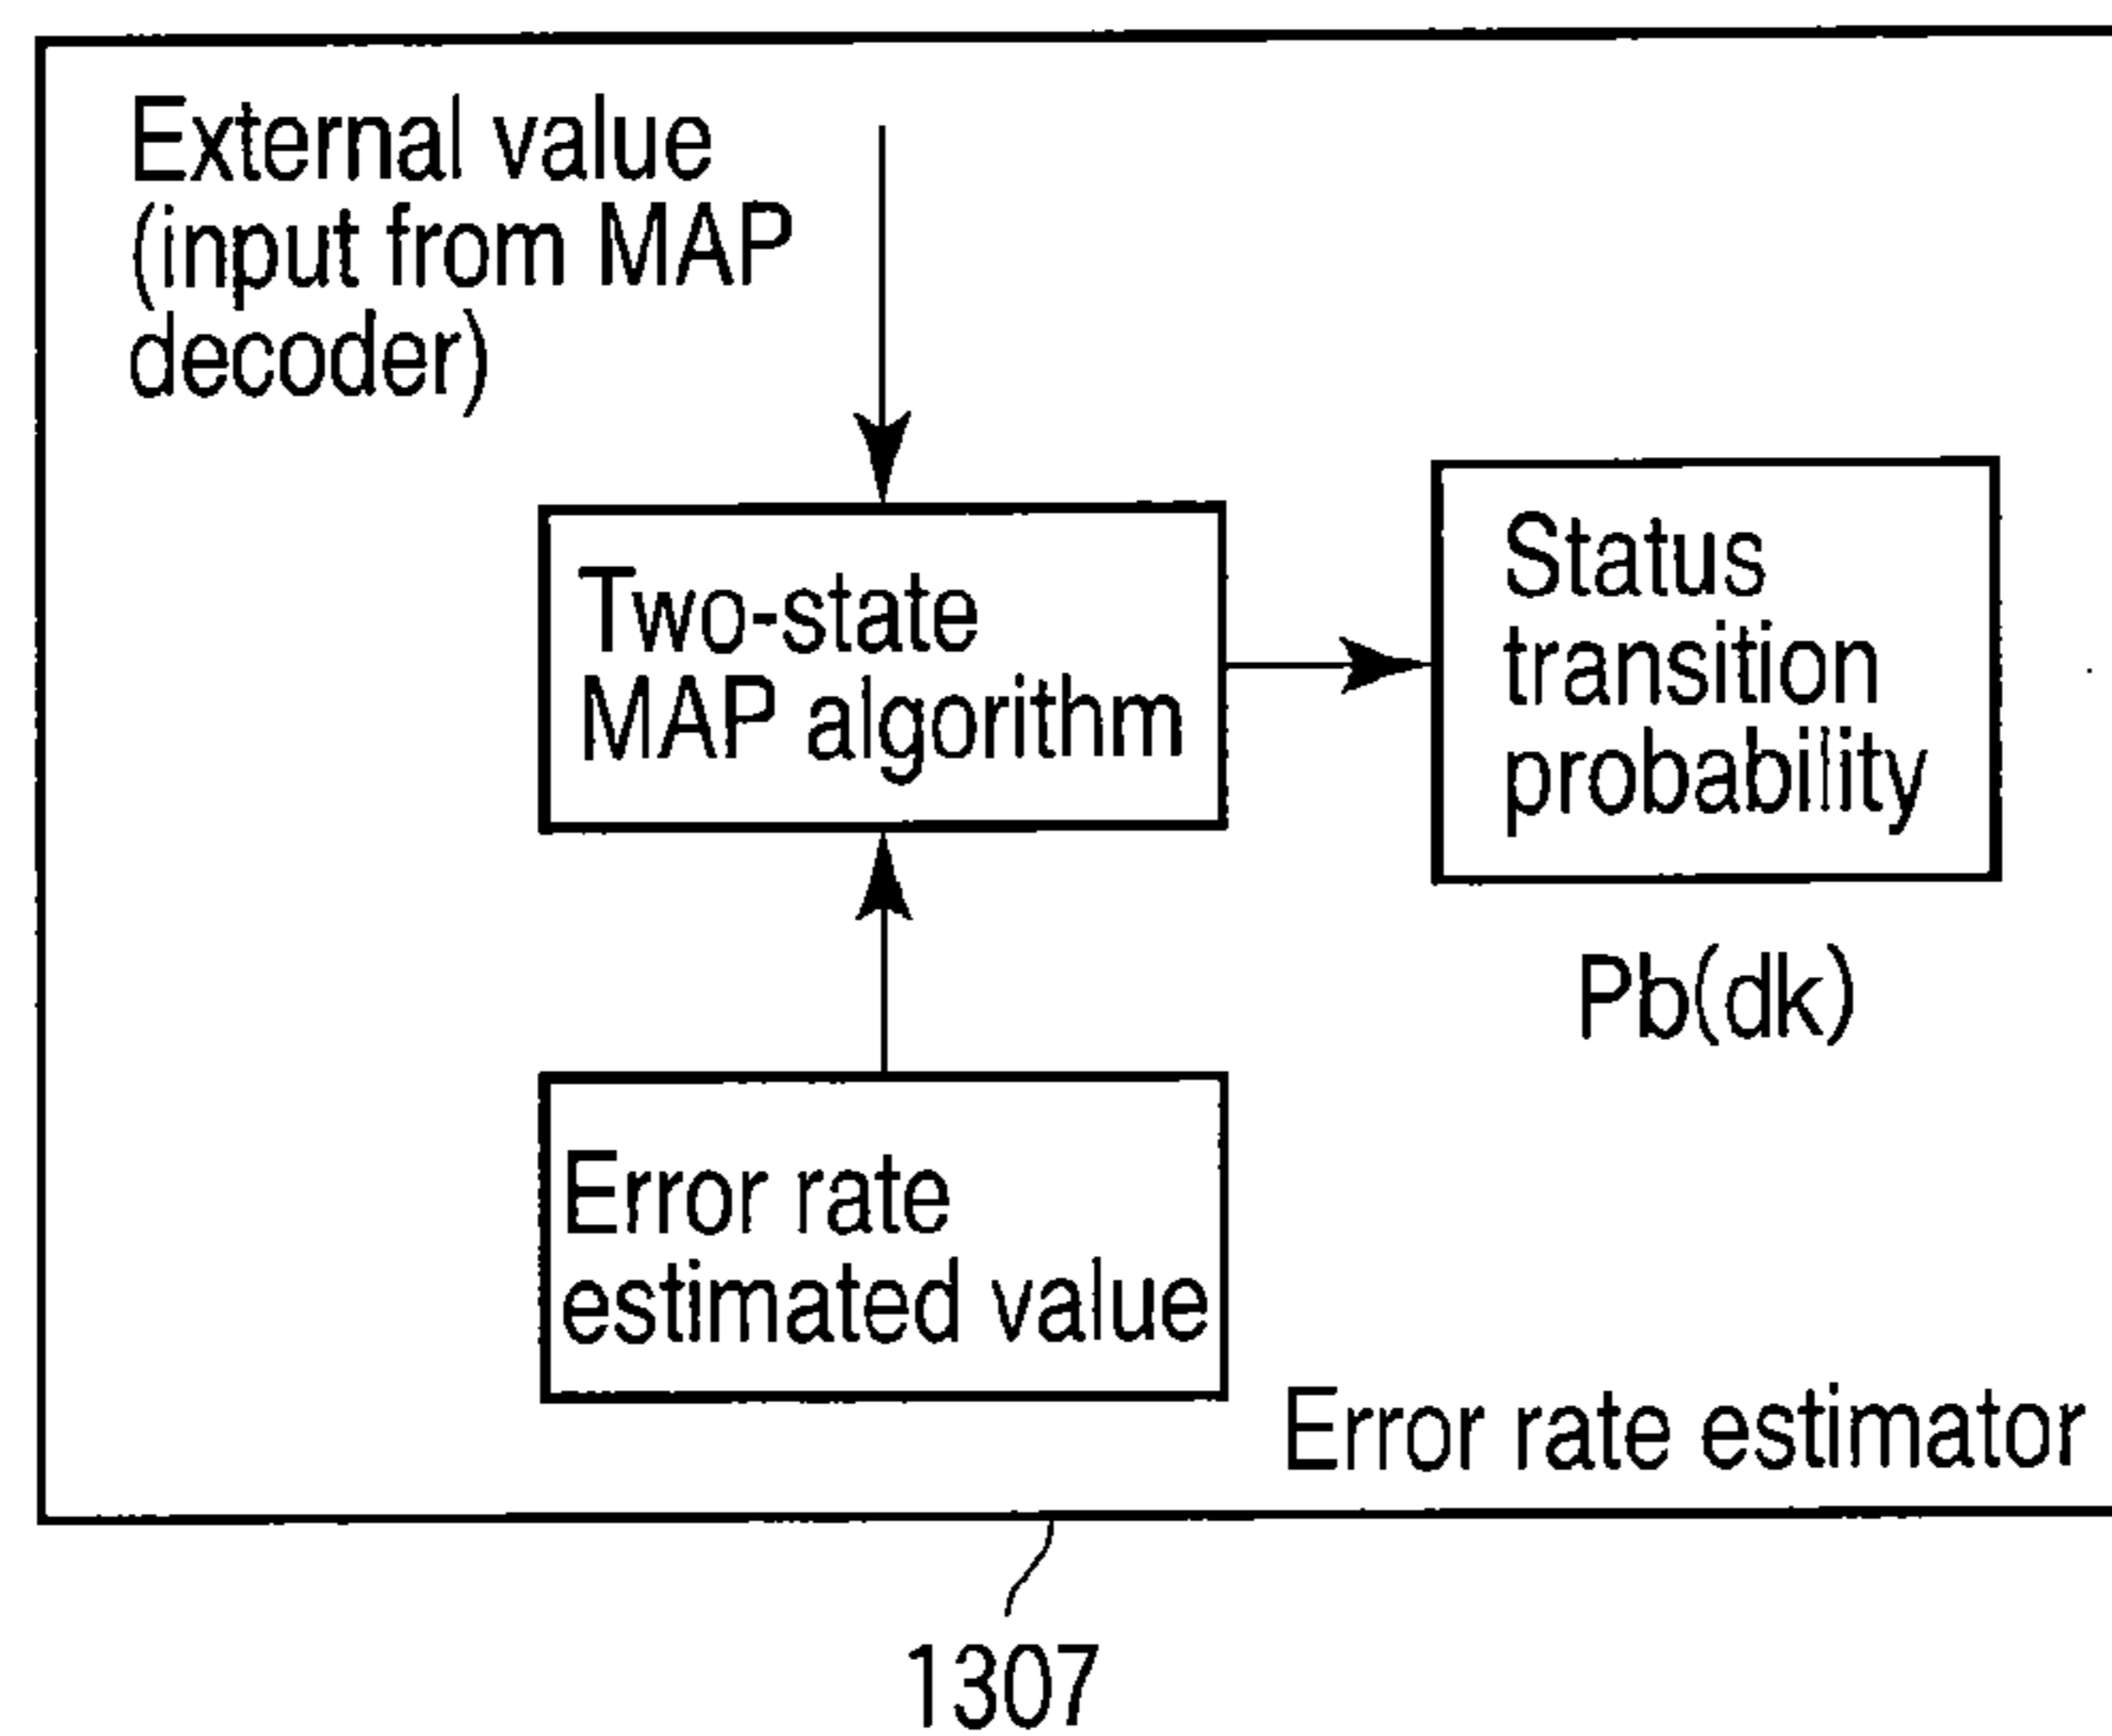 External value
(input from MAP
decoder)
Two-state
MAP algorithm
Status
transition
probability
Pb(dk)
Error rate
estimated value
Error rate estimator
1307